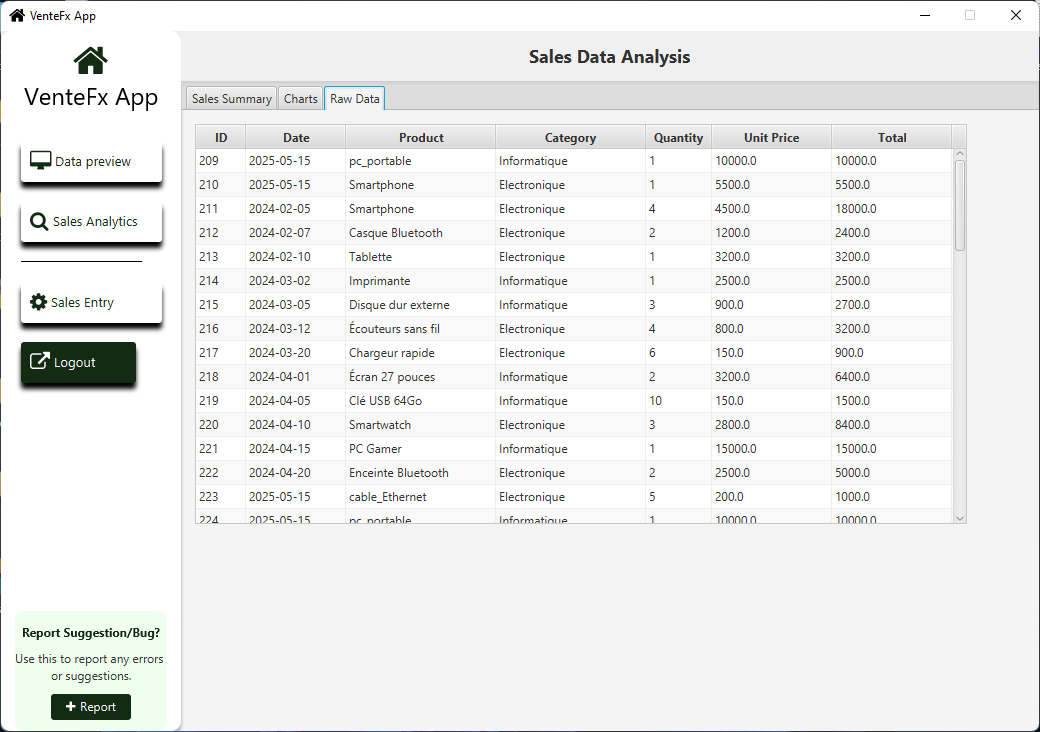 VenteFx App
VenteFx App
Data preview
Sales Analytics
Sales Entry
Logout
Report Suggestion/Bug?
Use this to report any errors
or suggestions.
Report
Sales Data Analysis
Sales Summary Charts Raw Data
ID Date Product Category Quantity Unit Price Total
209 2025-05-15 pc_portable Informatique 1 10000.0 10000.0
210 2025-05-15 Smartphone Electronique 1 5500.0 5500.0
211 2024-02-05 Smartphone Electronique 4 4500.0 18000.0
212 2024-02-07 Casque Bluetooth Electronique 2 1200.0 2400.0
213 2024-02-10 Tablette Electronique 1 3200.0 3200.0
214 2024-03-02 Imprimante Informatique 1 2500.0 2500.0
215 2024-03-05 Disque dur externe Informatique 3 900.0 2700.0
216 2024-03-12 Écouteurs sans fil Electronique 4 800.0 3200.0
217 2024-03-20 Chargeur rapide Electronique 6 150.0 900.0
218 2024-04-01 Écran 27 pouces Informatique 2 3200.0 6400.0
219 2024-04-05 Clé USB 64Go Informatique 10 150.0 1500.0
220 2024-04-10 Smartwatch Electronique 3 2800.0 8400.0
221 2024-04-15 PC Gamer Informatique 1 15000.0 15000.0
222 2024-04-20 Enceinte Bluetooth Electronique 2 2500.0 5000.0
223 2025-05-15 cable_Ethernet Electronique 5 200.0 1000.0
224 2025-05-15 pc_portable Informatique 1 10000.0 10000.0